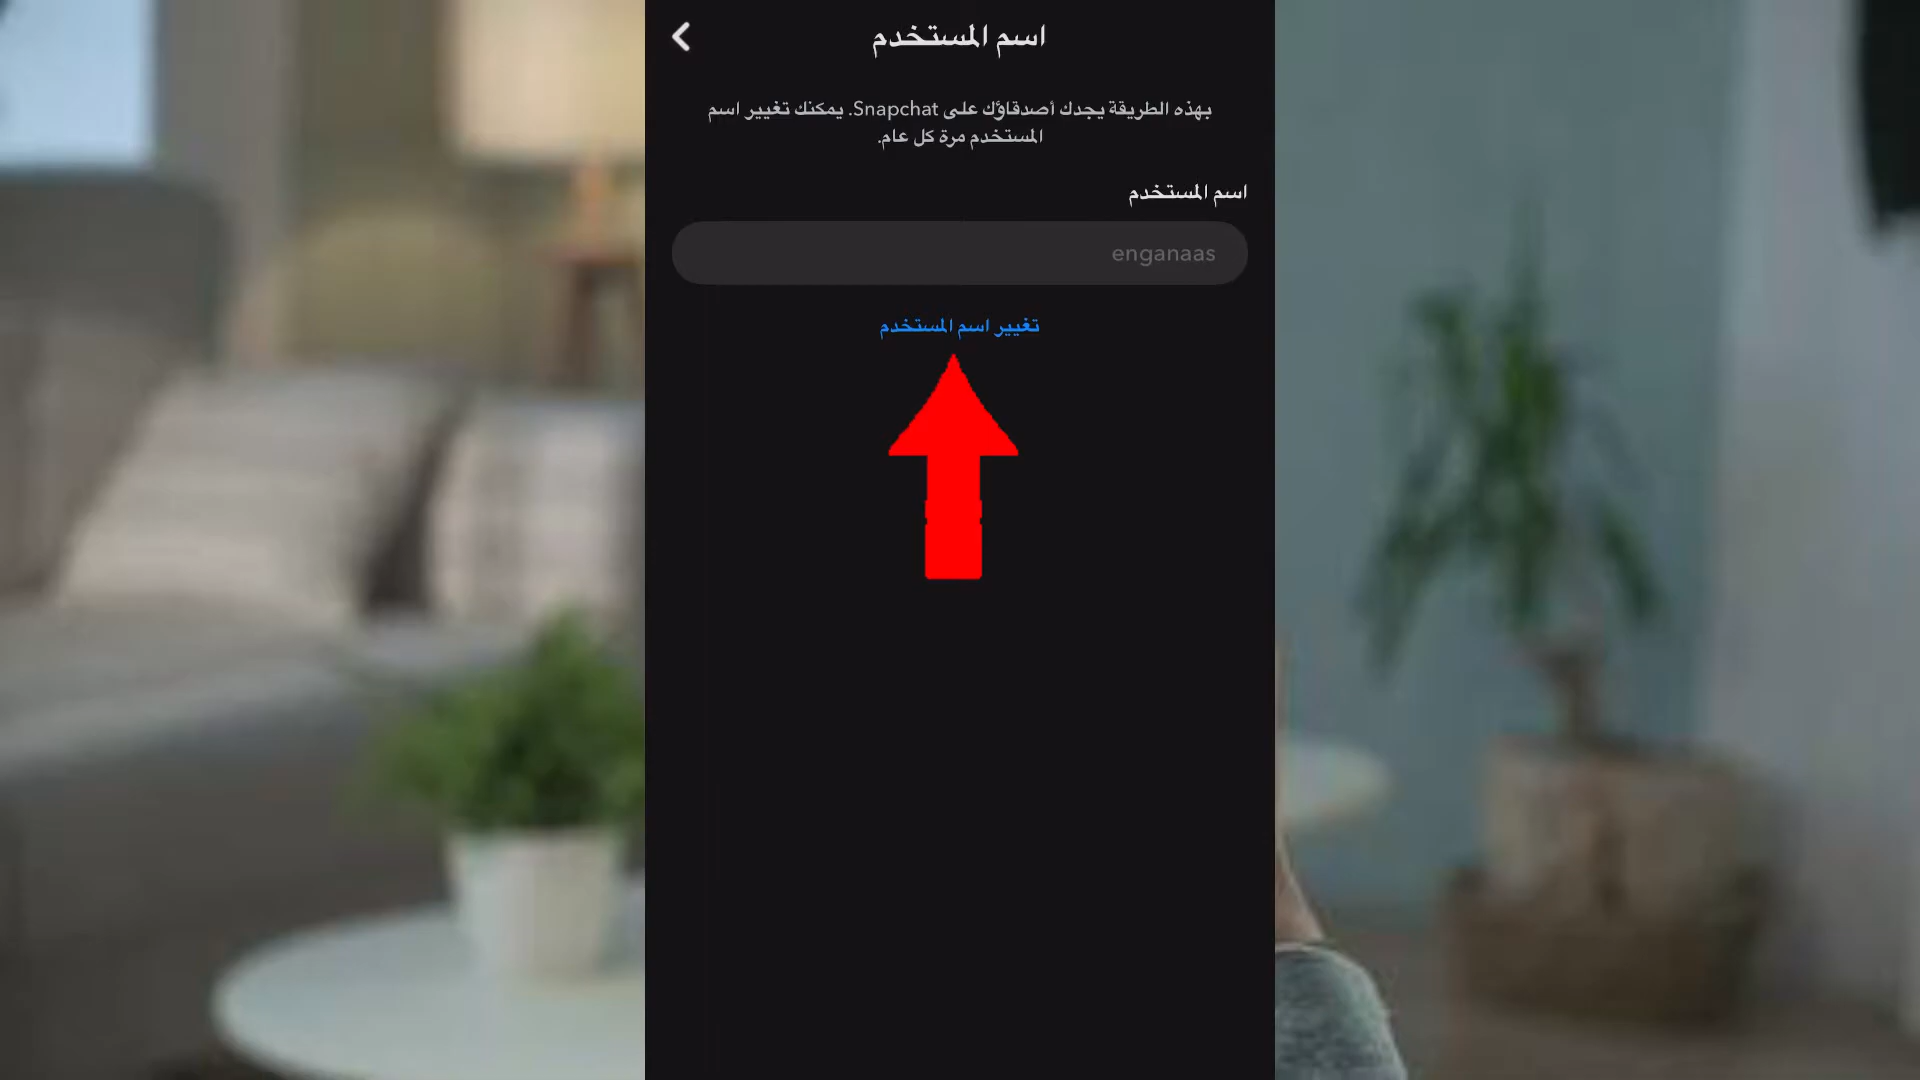 اسم المستخدم
بهذه الطريقة يجدك أصدقاؤك على Snapchat. يمكنك تغيير اسم
المستخدم مرة كل عام.
اسم المستخدم
enganaas
تغيير اسم المستخدم